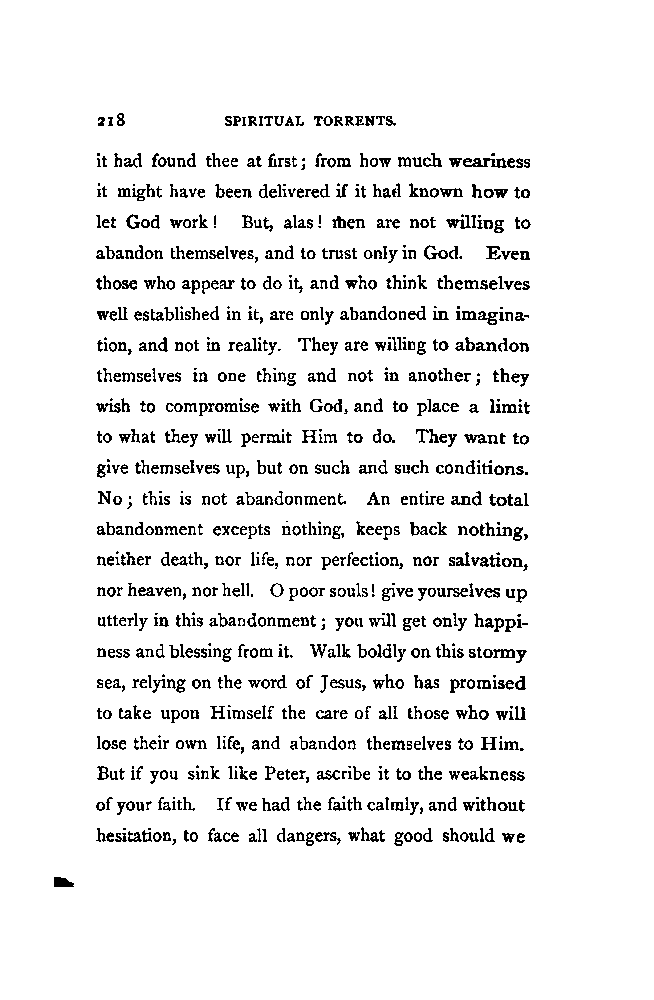 218 SPIRITUAL TORRENTS.
it had found thee at first; from how much weariness
it might have been delivered if it had known how to
let God work! But, alas! men are not willing to
abandon themselves, and to trust only in God. Even
those who appear to do it, and who think themselves
well established in it, are only abandoned in imagina-
tion, and not in reality. They are willing to abandon
themselves in one thing and not in another; they
wish to compromise with God, and to place a limit
to what they will permit Him to do. They want to
give themselves up, but on such and such conditions.
No; this is not abandonment. An entire and total
abandonment excepts nothing, keeps back nothing,
neither death, nor life, nor perfection, nor salvation,
nor heaven, nor hell. O poor souls! give yourselves up
utterly in this abandonment; you will get only happi-
ness and blessing from it. Walk boldly on this stormy
sea, relying on the word of Jesus, who has promised
to take upon Himself the care of all those who will
lose their own life, and abandon themselves to Him.
But if you sink like Peter, ascribe it to the weakness
of your faith. If we had the faith calmly, and without
hesitation, to face all dangers, what good should we